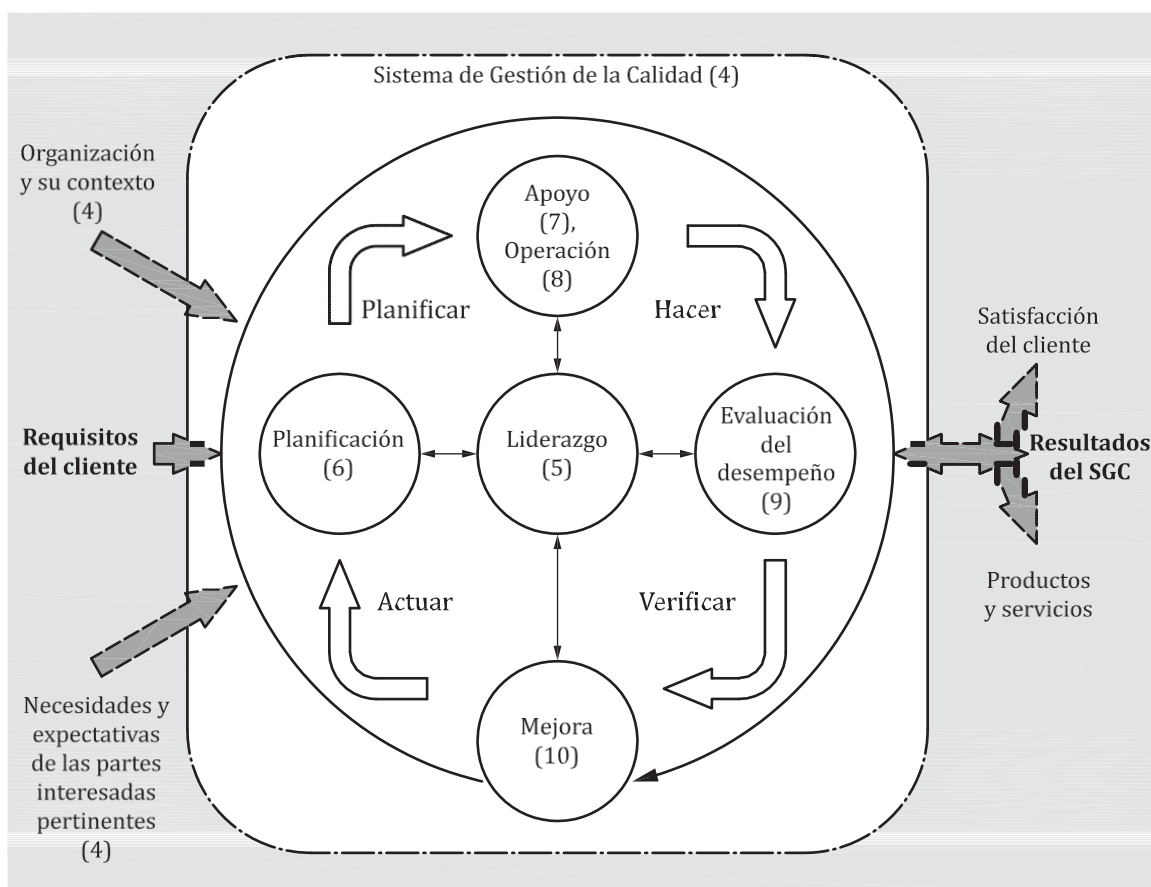 Sistema de Gestión de la Calidad (4)
Organización
y su contexto
(4)
Apoyo
(7),
Operación
(8)
Planificar
Hacer
Satisfacción
del cliente
Requisitos
del cliente
Planificación
(6)
Liderazgo
(5)
Evaluación
del
desempeño
(9)
Resultados
del SGC
Actuar
Verificar
Productos
y servicios
Necesidades y
expectativas
de las partes
interesadas
pertinentes
(4)
Mejora
(10)